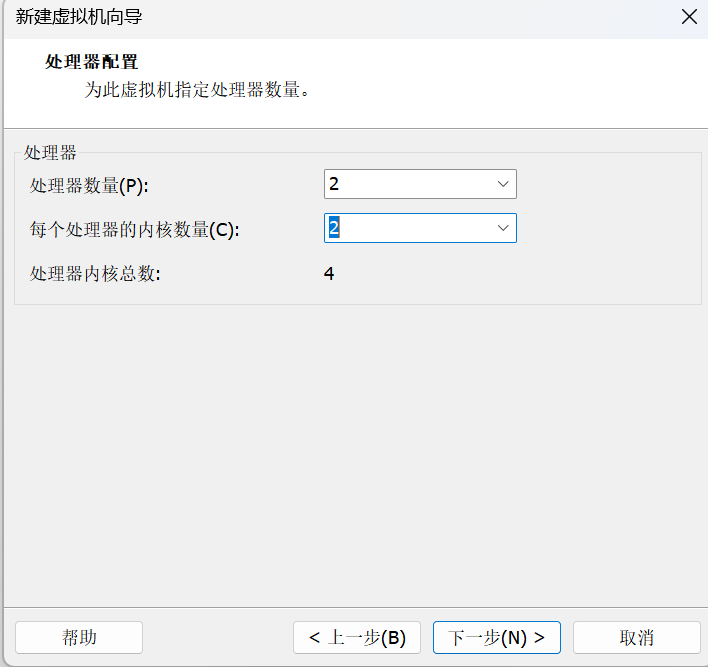 新建虚拟机向导
处理器配置
为此虚拟机指定处理器数量。
处理器
处理器数量(P): 2
每个处理器的内核数量(C): 2
处理器内核总数: 4
帮助 < 上一步(B) 下一步(N) > 取消